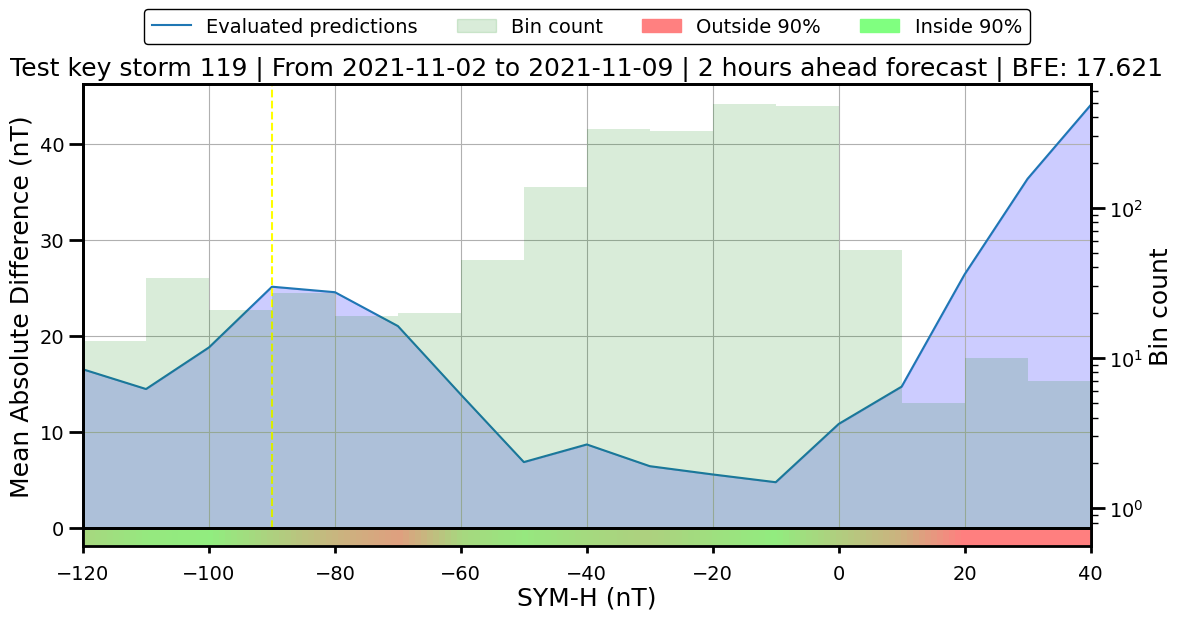 Evaluated predictions Bin count Outside 90% Inside 90%
Test key storm 119 | From 2021-11-02 to 2021-11-09 | 2 hours ahead forecast | BFE: 17.621
Mean Absolute Difference (nT)
40
30
20
10
0
10²
10¹
10⁰
Bin count
−120 −100 −80 −60 −40 −20 0 20 40
SYM-H (nT)